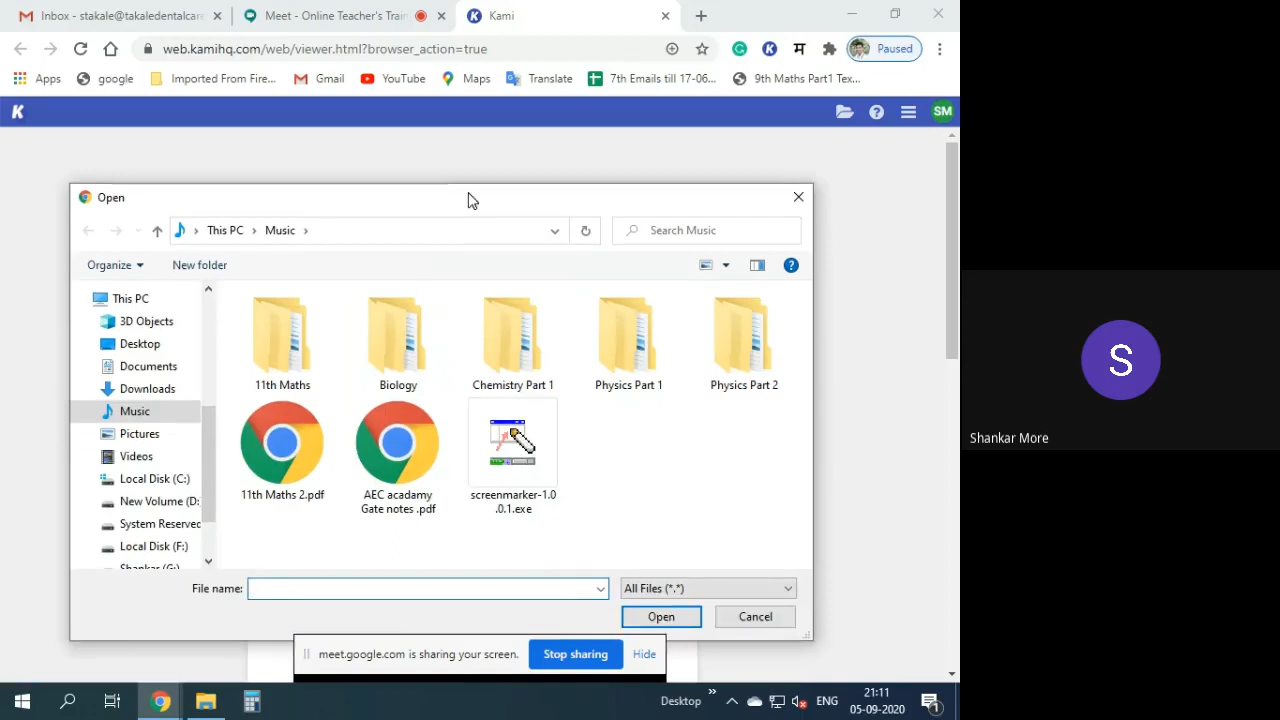 Inbox - stakale@takaledentalcare
Meet - Online Teacher's Train
Kami
web.kamihq.com/web/viewer.html?browser_action=true
म
Paused
Apps
google
Imported From Fire...
Gmail
YouTube
Maps
Translate
7th Emails till 17-06...
9th Maths Part1 Tex...
K
SM
Open
This PC
Music
Search Music
Organize
New folder
This PC
3D Objects
Desktop
Documents
Downloads
Music
Pictures
Videos
Local Disk (C:)
New Volume (D:
System Reserved
Local Disk (F:)
Shankar (G:)
11th Maths
Biology
Chemistry Part 1
Physics Part 1
Physics Part 2
11th Maths 2.pdf
AEC acadamy
Gate notes .pdf
screenmarker-1.0
.0.1.exe
File name:
All Files (*.*)
Open
Cancel
meet.google.com is sharing your screen.
Stop sharing
Hide
S
Shankar More
Desktop
ENG
21:11
05-09-2020
1